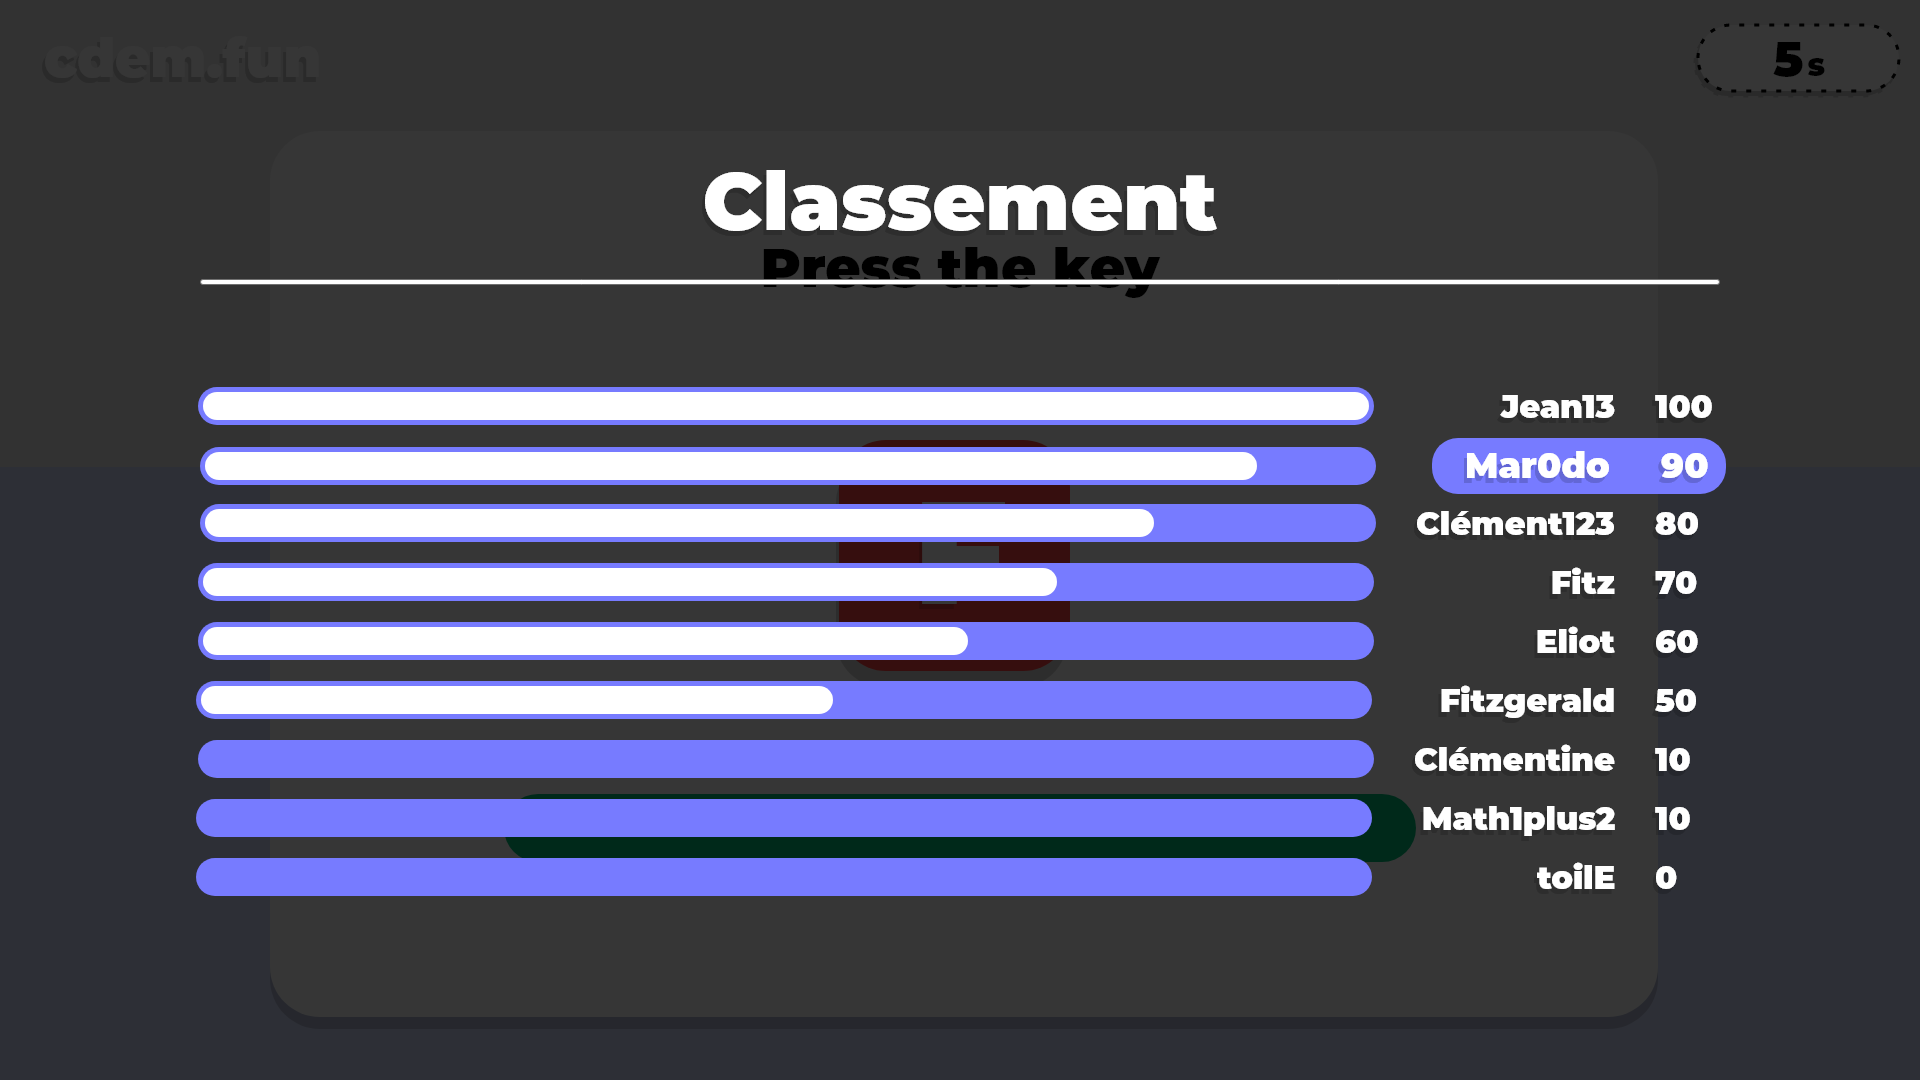 cdem.fun
5s
Classement
Press the key
Jean13 100
Mar0do 90
Clément123 80
Fitz 70
Eliot 60
Fitzgerald 50
Clémentine 10
Math1plus2 10
toilE 0